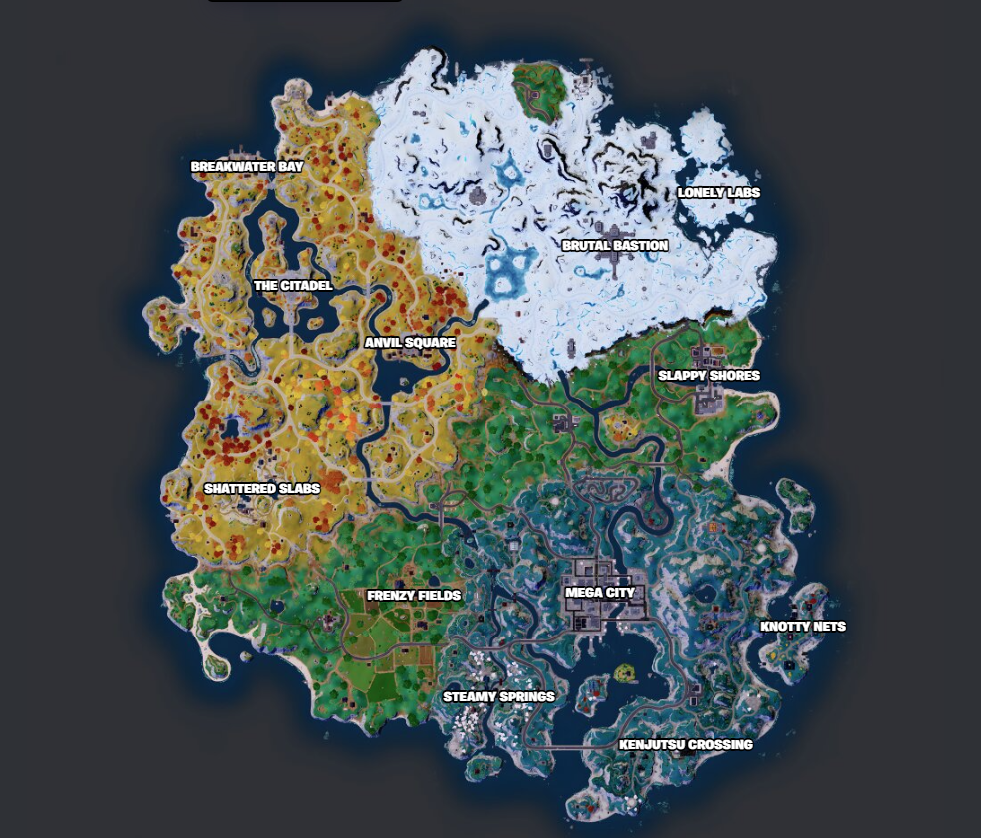 BREAKWATER BAY
LONELY LABS
BRUTAL BASTION
THE CITADEL
ANVIL SQUARE
SLAPPY SHORES
SHATTERED SLABS
MEGA CITY
FRENZY FIELDS
KNOTTY NETS
STEAMY SPRINGS
KENJUTSU CROSSING